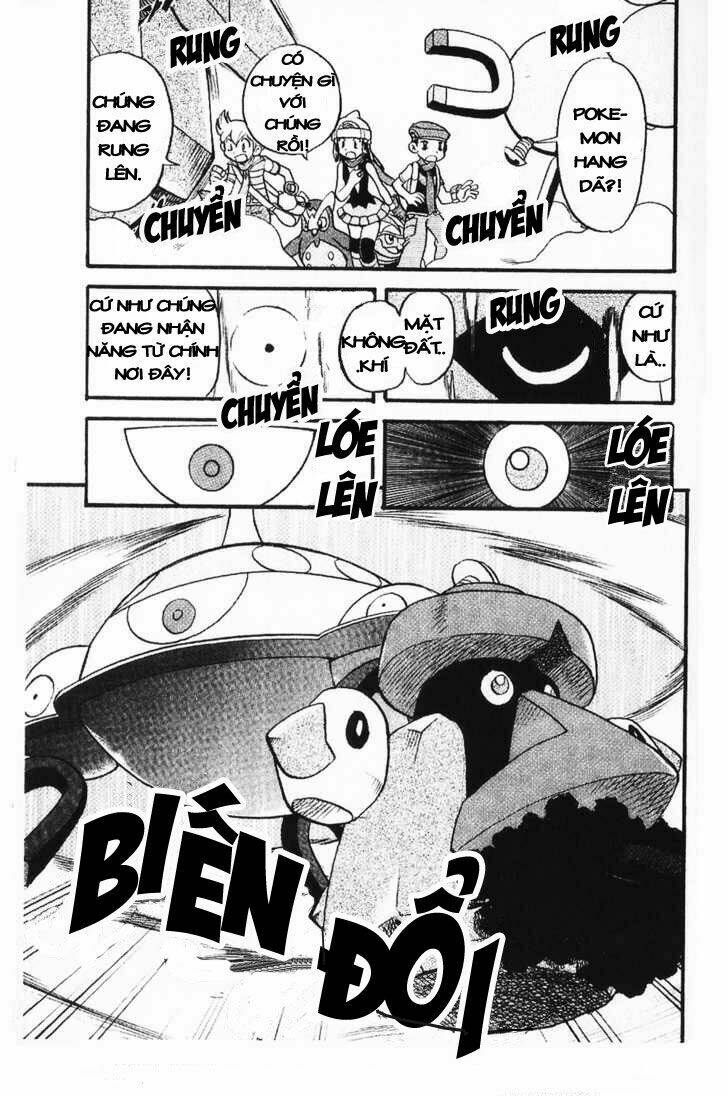 RUNG
POKE-
MON
HANG
DÃ?!
CHUYỂN
CÓ
CHUYỆN GÌ
VỚI
CHÚNG
RỒI!
RUNG
CHÚNG
ĐANG
RUNG
LÊN.
CHUYỂN
CỨ
NHƯ
LÀ..
RUNG
MẶT
ĐẤT..
KHÔNG
.KHÍ
CỨ NHƯ CHÚNG
ĐANG NHẬN
NĂNG TỪ CHÍNH
NƠI ĐÂY!
CHUYỂN
LÓE
LÊN
LÓE
LÊN
BIẾN
ĐỔI